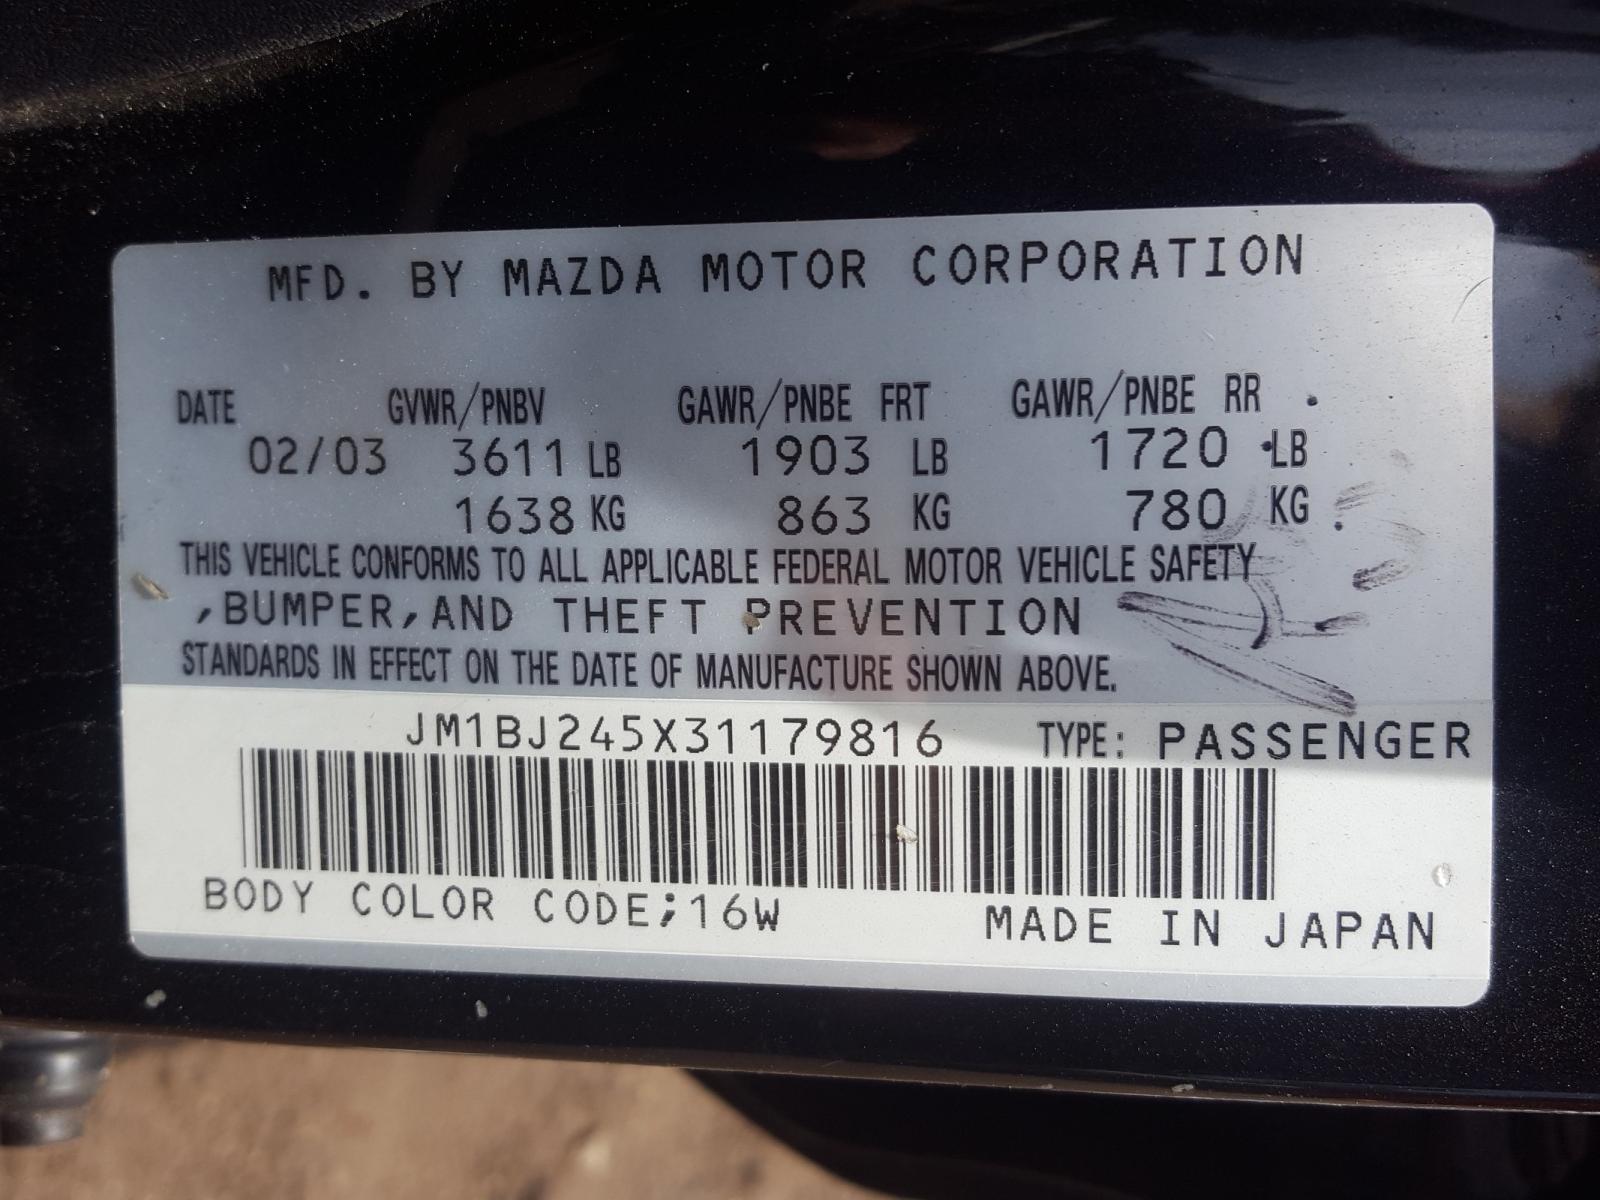 MFD. BY MAZDA MOTOR CORPORATION
DATE GVWR/PNBV GAWR/PNBE FRT GAWR/PNBE RR
02/03 3611 LB 1903 LB 1720 LB
1638 KG 863 KG 780 KG
THIS VEHICLE CONFORMS TO ALL APPLICABLE FEDERAL MOTOR VEHICLE SAFETY
,BUMPER,AND THEFT PREVENTION
STANDARDS IN EFFECT ON THE DATE OF MANUFACTURE SHOWN ABOVE.
JM1BJ245X31179816 TYPE: PASSENGER
BODY COLOR CODE;16W MADE IN JAPAN